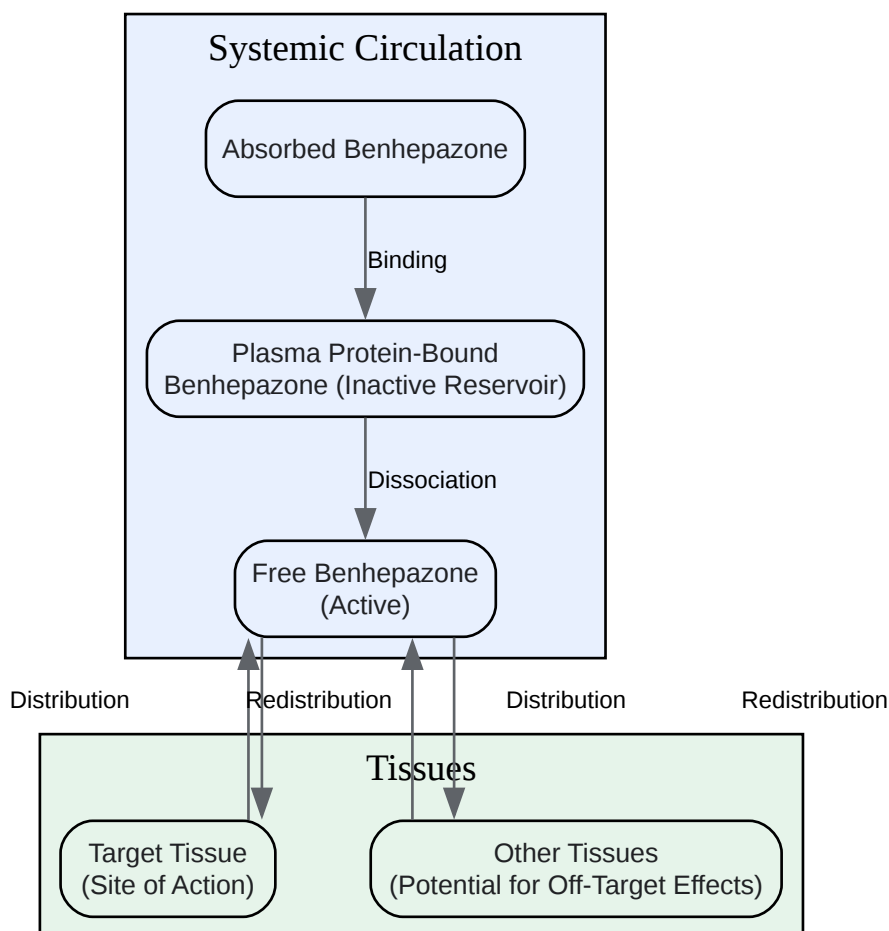 Systemic Circulation
Absorbed Benhepazone
Binding
Plasma Protein-Bound
Benhepazone (Inactive Reservoir)
Dissociation
Free Benhepazone
(Active)
Distribution
Redistribution
Distribution
Redistribution
Tissues
Target Tissue
(Site of Action)
Other Tissues
(Potential for Off-Target Effects)